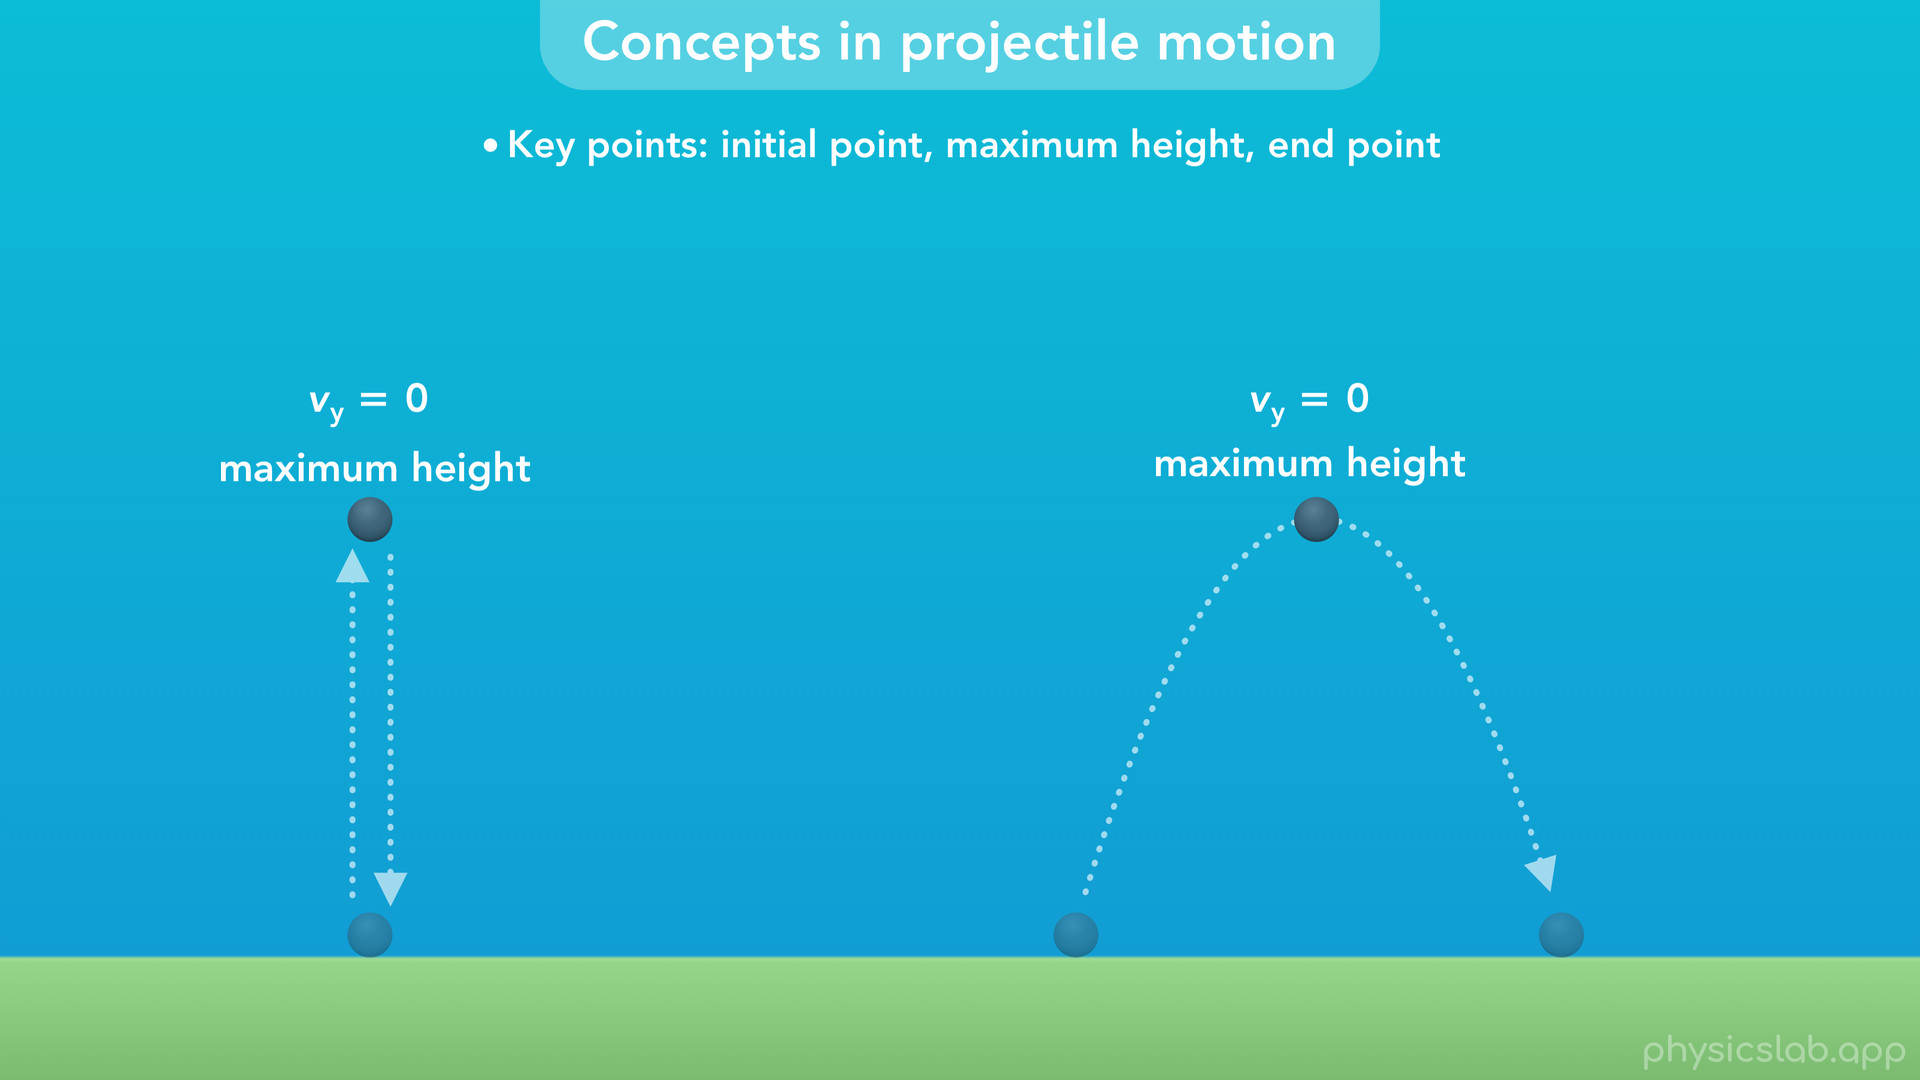 Concepts in projectile motion
• Key points: initial point, maximum height, end point
vy = 0
maximum height
vy = 0
maximum height
physicslab.app